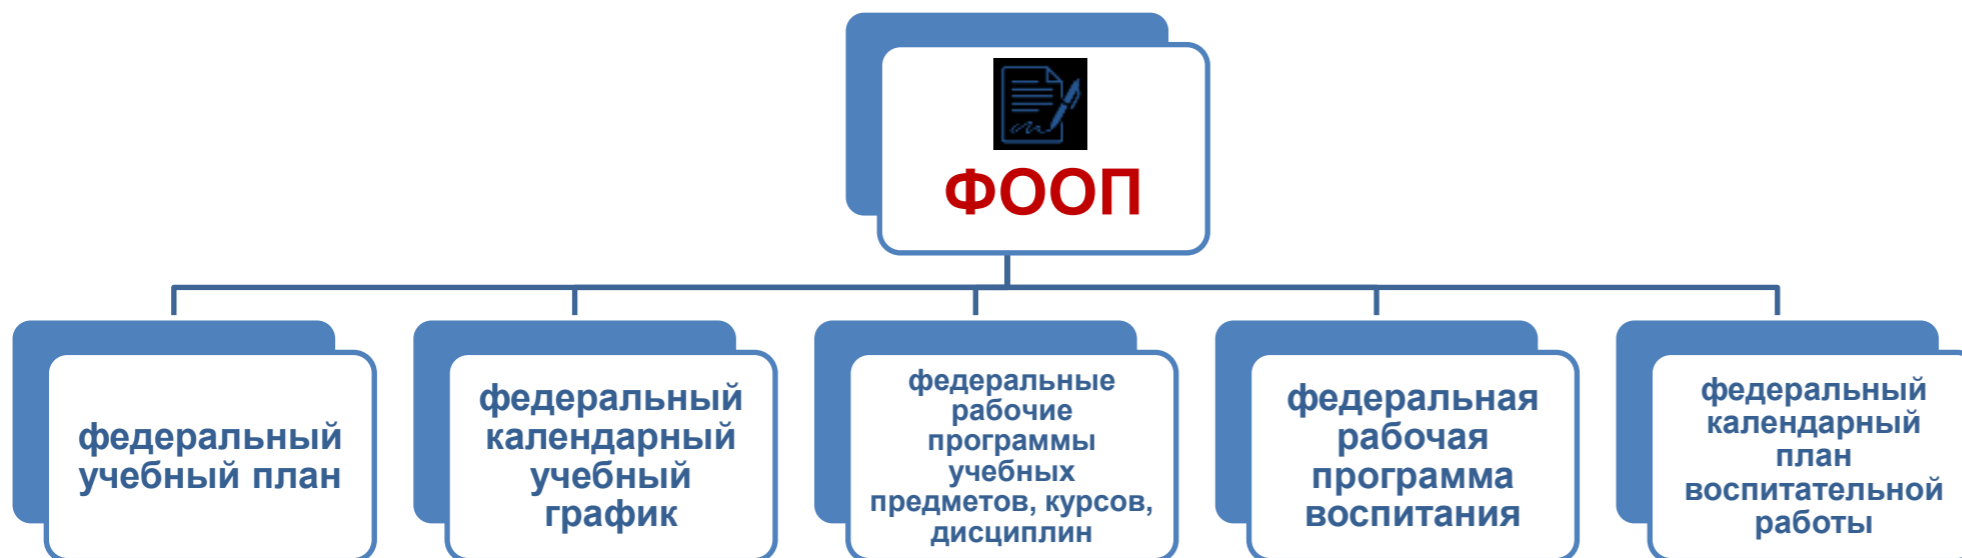 ФООП
федеральный
учебный план
федеральный
календарный
учебный
график
федеральные
рабочие
программы
учебных
предметов, курсов,
дисциплин
федеральная
рабочая
программа
воспитания
федеральный
календарный
план
воспитательной
работы